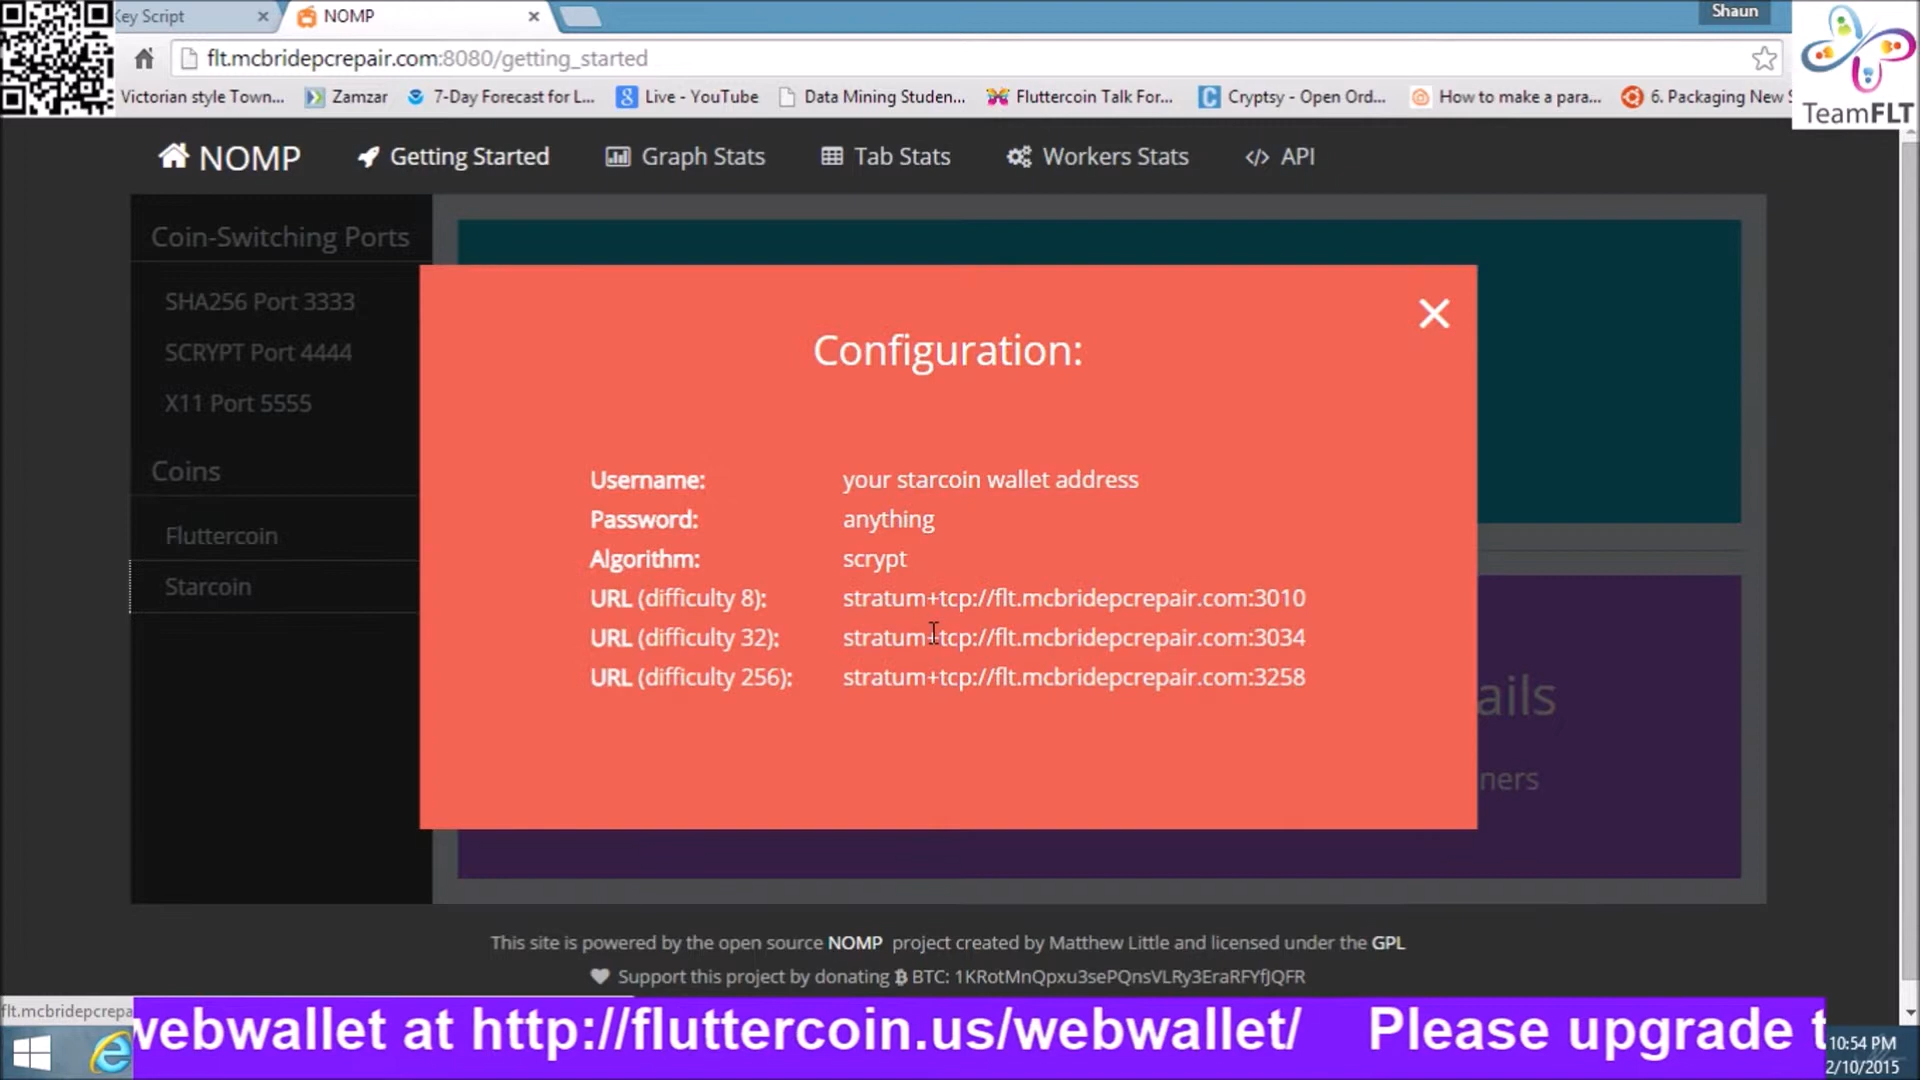 Key Script
NOMP
Shaun
flt.mcbridepcrepair.com:8080/getting_started
Victorian style Town...
Zamzar
7-Day Forecast for L...
Live - YouTube
Data Mining Studen...
Fluttercoin Talk For...
Cryptsy - Open Ord...
How to make a para...
6. Packaging New S
TeamFLT
NOMP
Getting Started
Graph Stats
Tab Stats
Workers Stats
API
Coin-Switching Ports
SHA256 Port 3333
SCRYPT Port 4444
X11 Port 5555
Coins
Fluttercoin
Starcoin
Configuration:
Username: your starcoin wallet address
Password: anything
Algorithm: scrypt
URL (difficulty 8): stratum+tcp://flt.mcbridepcrepair.com:3010
URL (difficulty 32): stratum+tcp://flt.mcbridepcrepair.com:3034
URL (difficulty 256): stratum+tcp://flt.mcbridepcrepair.com:3258
ails
ners
This site is powered by the open source NOMP project created by Matthew Little and licensed under the GPL
Support this project by donating BTC: 1KRotMnQpxu3sePQnsVLRy3EraRFYfJQFR
flt.mcbridepcrepa
webwallet at http://fluttercoin.us/webwallet/ Please upgrade t
10:54 PM
2/10/2015